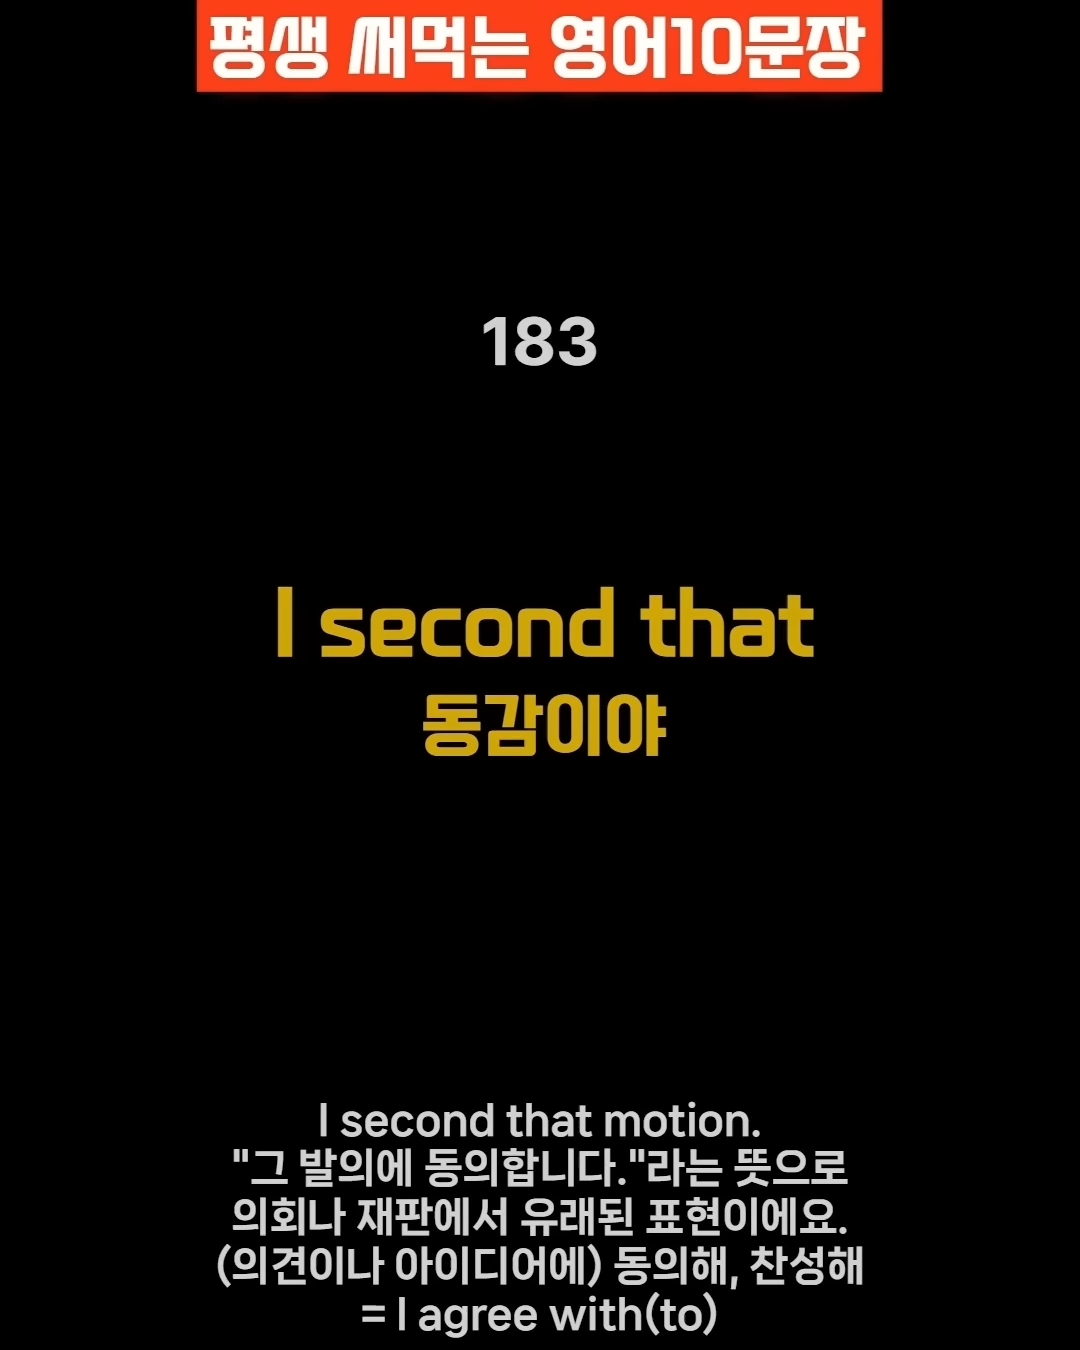 평생 써먹는 영어10문장
183
I second that
동감이야
I second that motion.
"그 발의에 동의합니다."라는 뜻으로
의회나 재판에서 유래된 표현이에요.
(의견이나 아이디어에) 동의해, 찬성해
= I agree with(to)